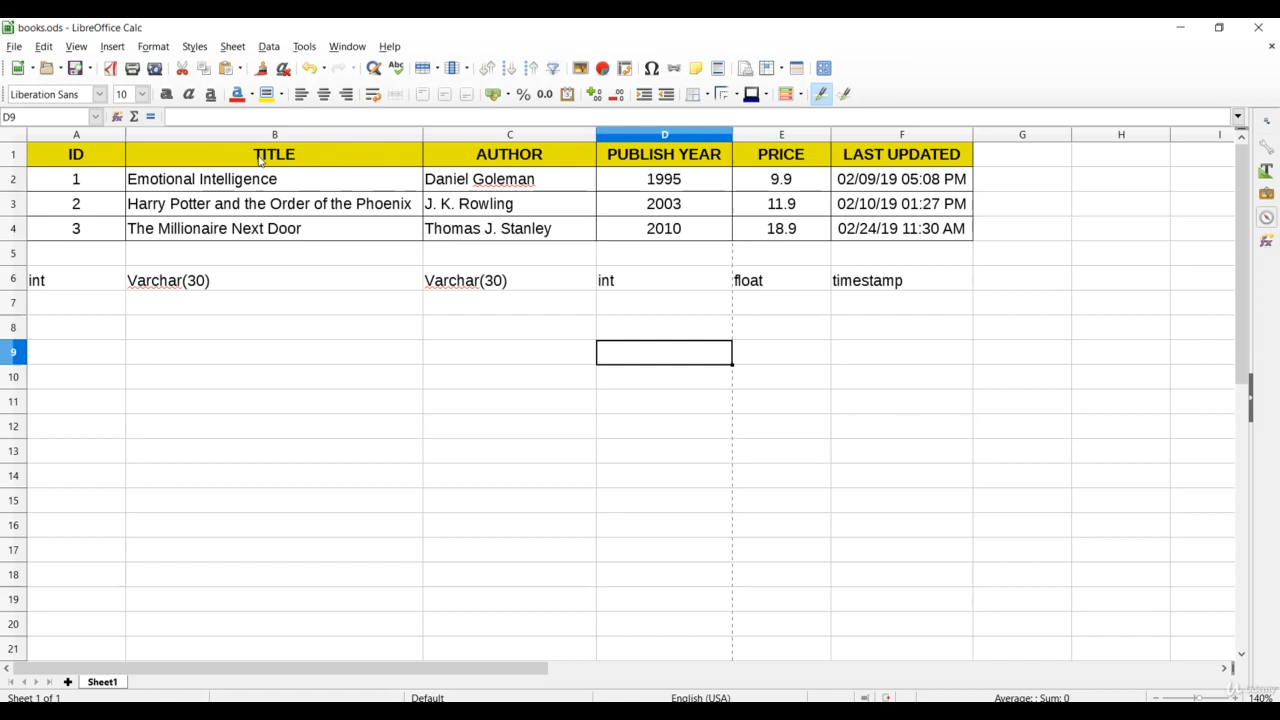 books.ods - LibreOffice Calc
File Edit View Insert Format Styles Sheet Data Tools Window Help
Liberation Sans 10
D9
A B C D E F G H I
1 ID TITLE AUTHOR PUBLISH YEAR PRICE LAST UPDATED
2 1 Emotional Intelligence Daniel Goleman 1995 9.9 02/09/19 05:08 PM
3 2 Harry Potter and the Order of the Phoenix J. K. Rowling 2003 11.9 02/10/19 01:27 PM
4 3 The Millionaire Next Door Thomas J. Stanley 2010 18.9 02/24/19 11:30 AM
5
6 int Varchar(30) Varchar(30) int float timestamp
7
8
9
10
11
12
13
14
15
16
17
18
19
20
21
Sheet1
Sheet 1 of 1 Default English (USA) Average: ; Sum: 0 140%
Udemy